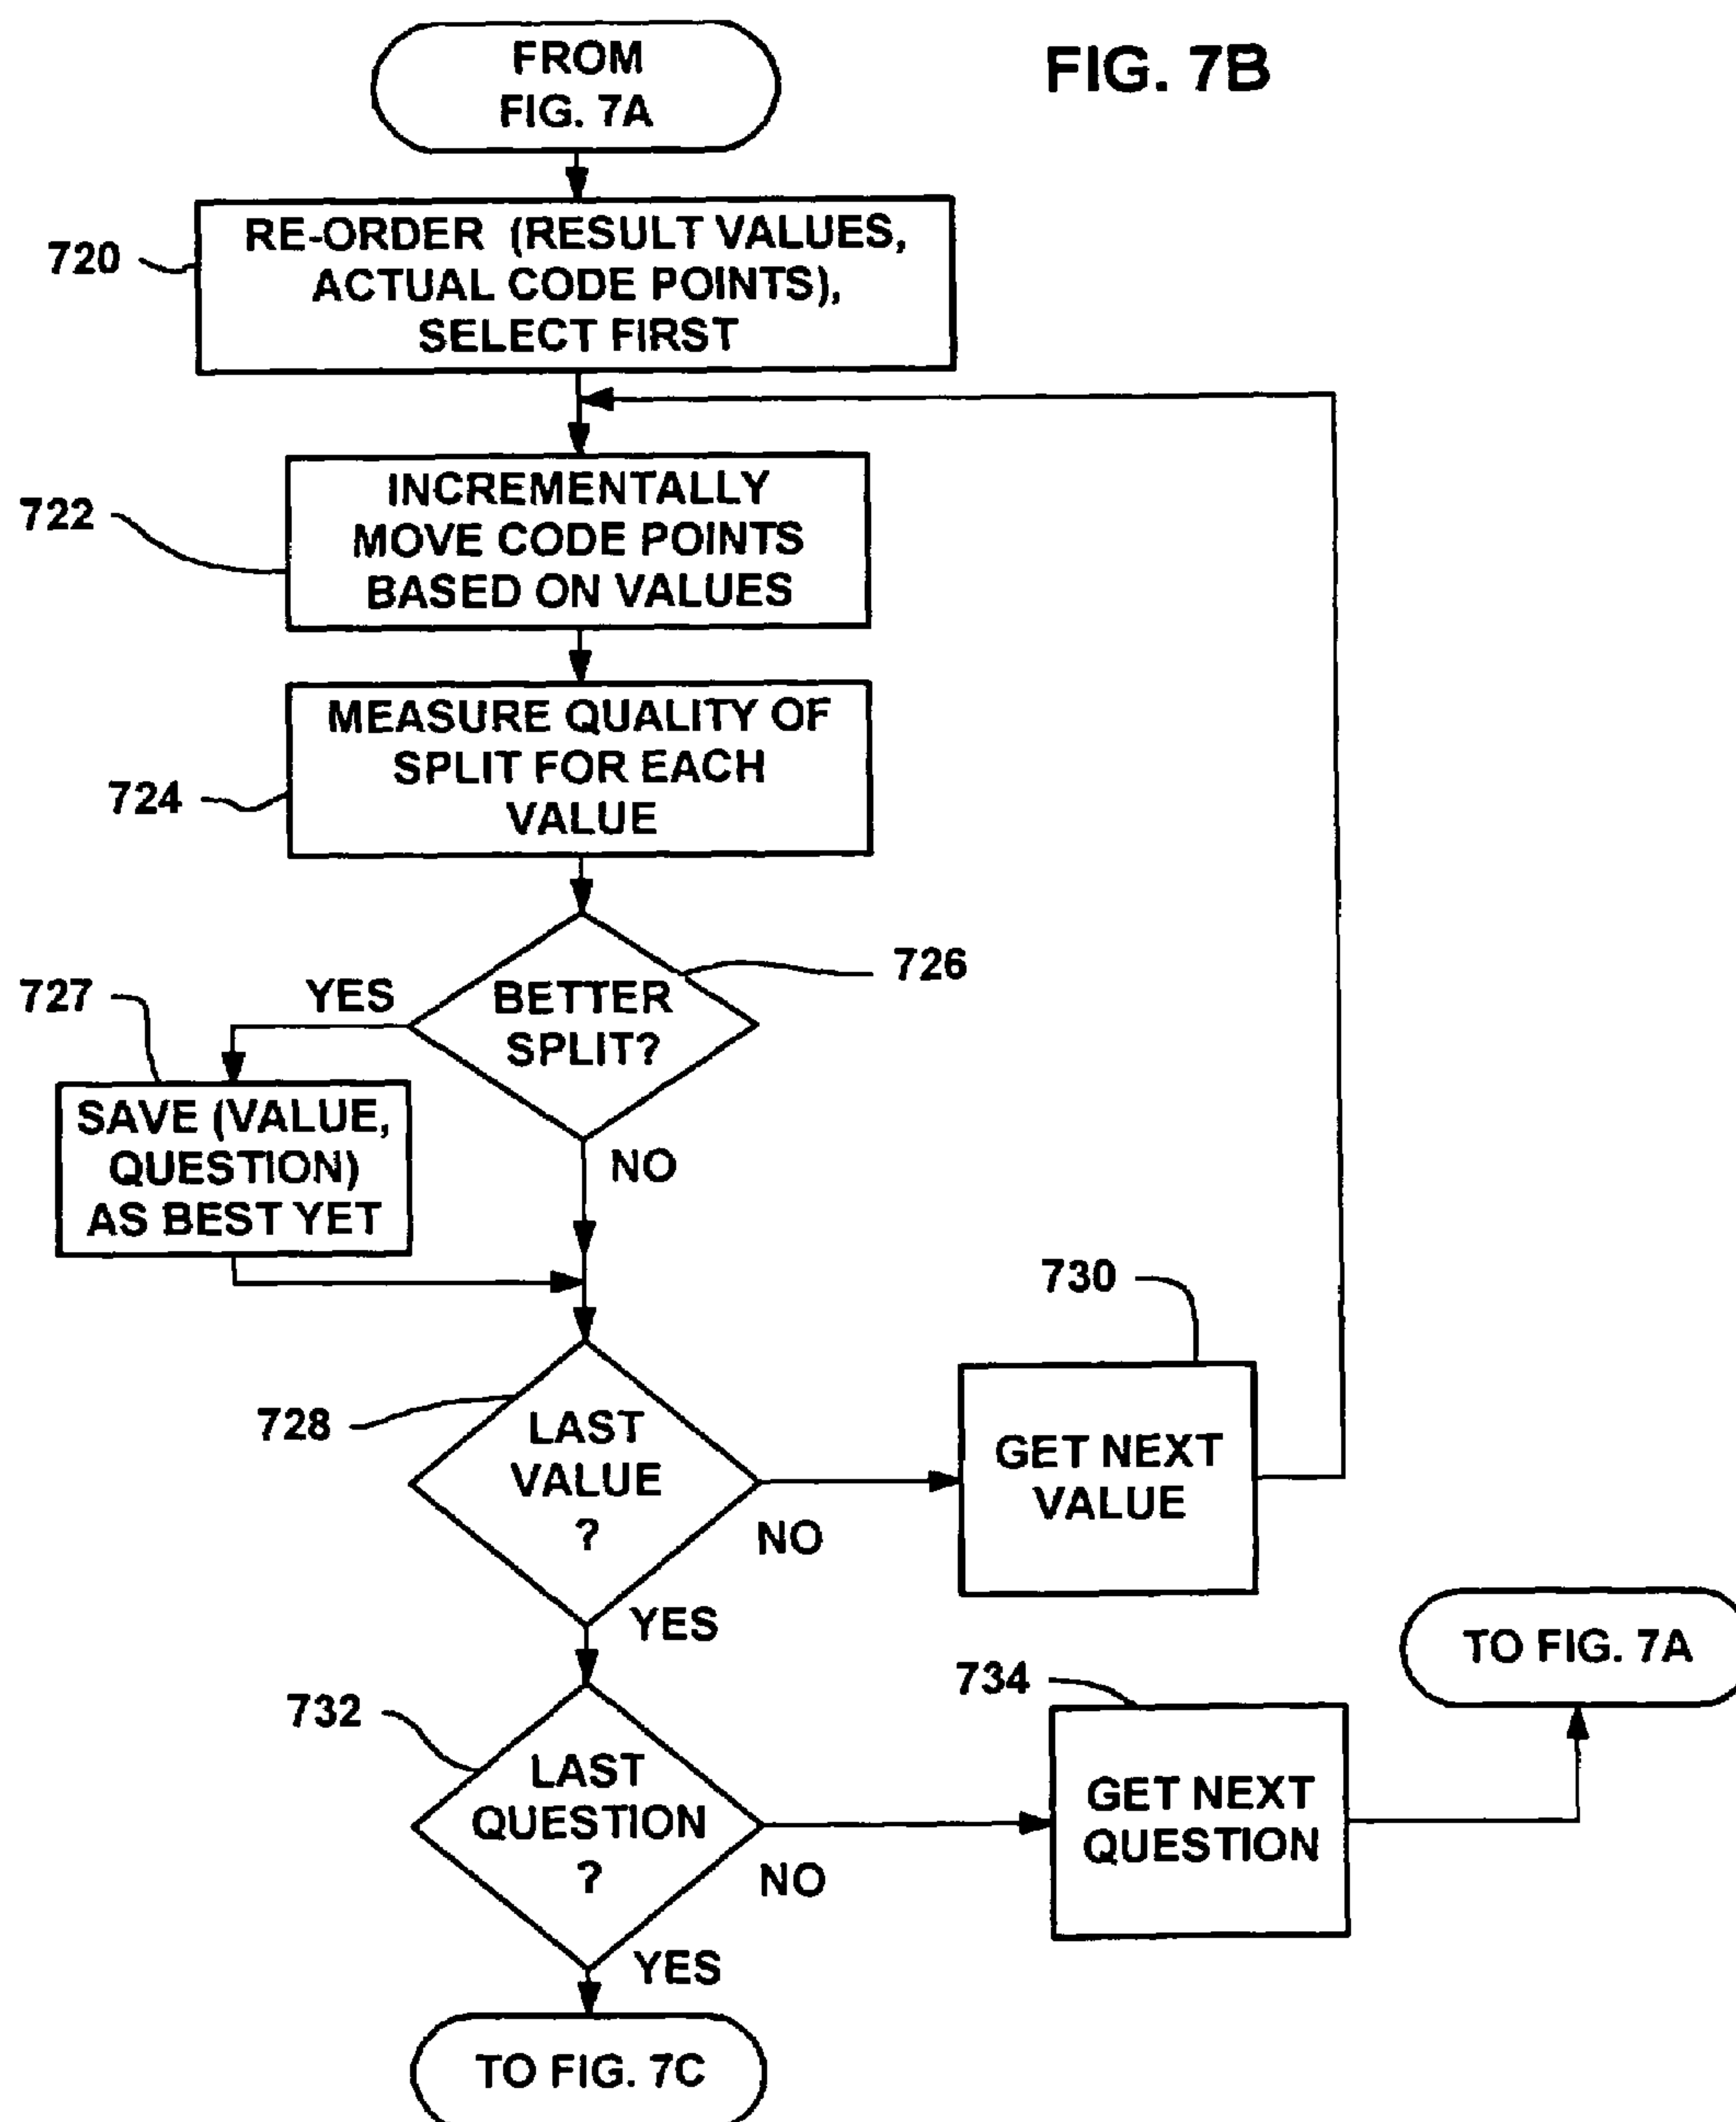 FROM
FIG. 7A
FIG. 7B
720
RE-ORDER (RESULT VALUES,
ACTUAL CODE POINTS),
SELECT FIRST
722
INCREMENTALLY
MOVE CODE POINTS
BASED ON VALUES
724
MEASURE QUALITY OF
SPLIT FOR EACH
VALUE
726
BETTER
SPLIT?
YES
727
SAVE (VALUE,
QUESTION)
AS BEST YET
NO
728
LAST
VALUE
?
NO
730
GET NEXT
VALUE
YES
732
LAST
QUESTION
?
NO
734
GET NEXT
QUESTION
TO FIG. 7A
YES
TO FIG. 7C